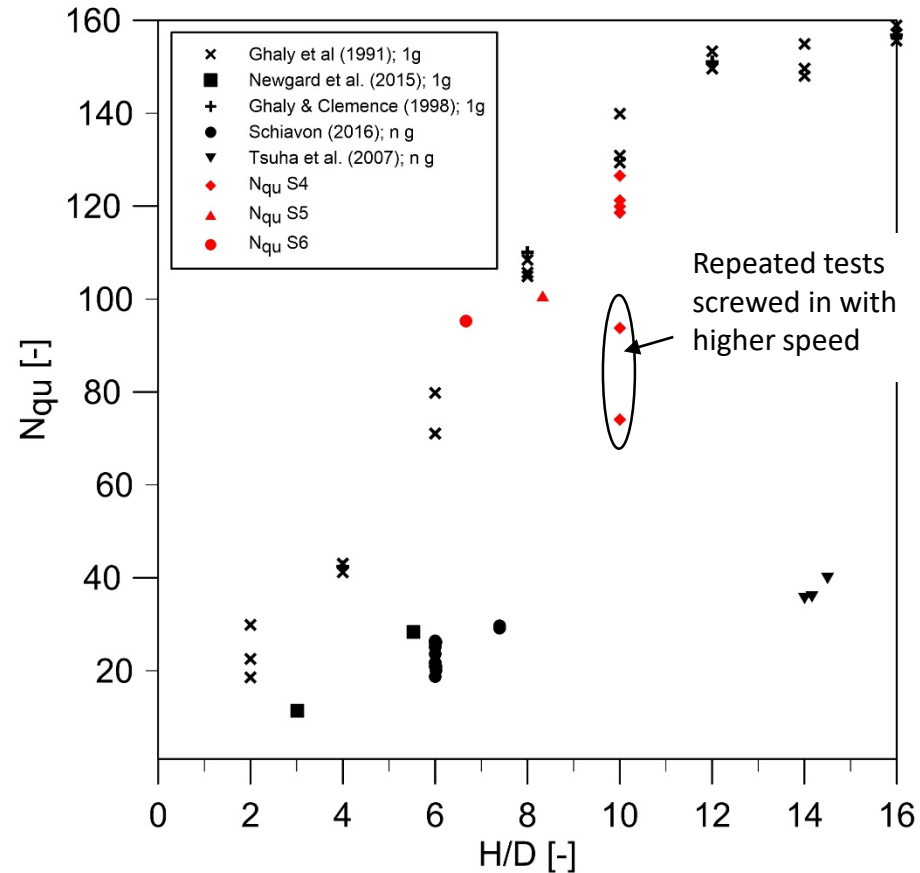 160
140
120
100
80
60
40
20
Nqu [-]
Ghaly et al (1991); 1g
Newgard et al. (2015); 1g
Ghaly & Clemence (1998); 1g
Schiavon (2016); n g
Tsuha et al. (2007); n g
Nqu S4
Nqu S5
Nqu S6
Repeated tests
screwed in with
higher speed
0 2 4 6 8 10 12 14 16
H/D [-]